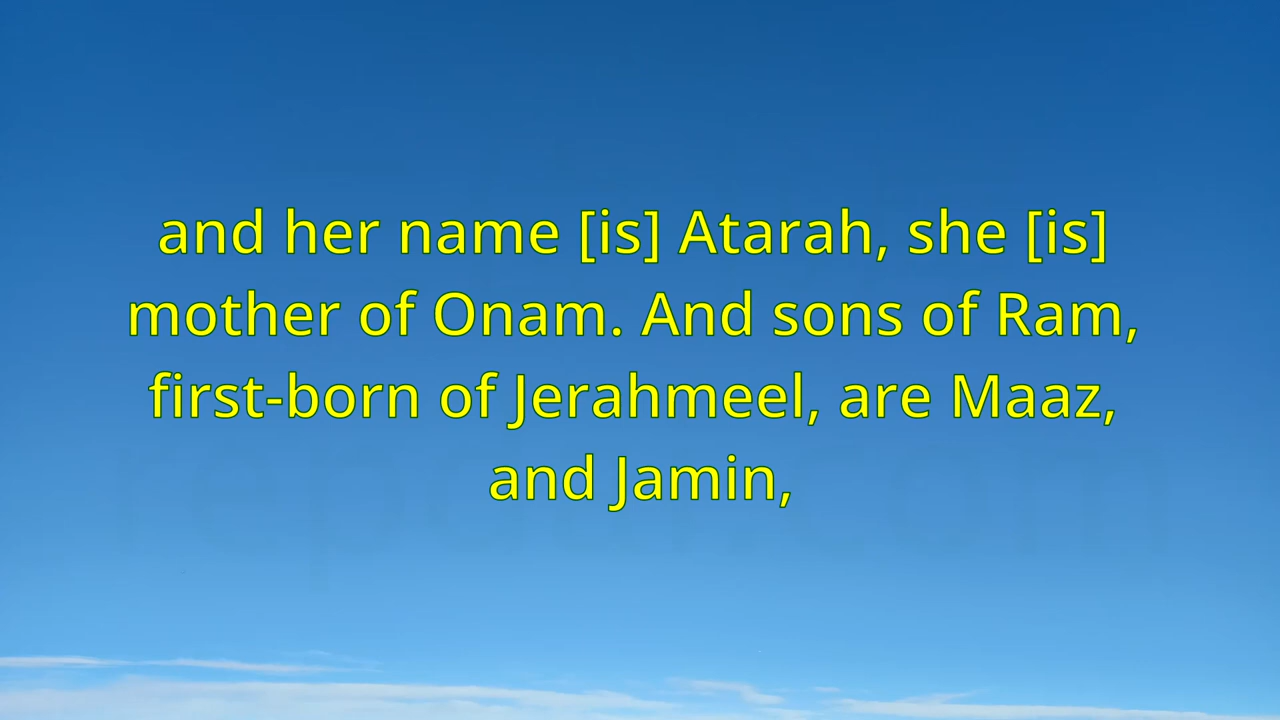 and her name [is] Atarah, she [is]
mother of Onam. And sons of Ram,
first-born of Jerahmeel, are Maaz,
and Jamin,